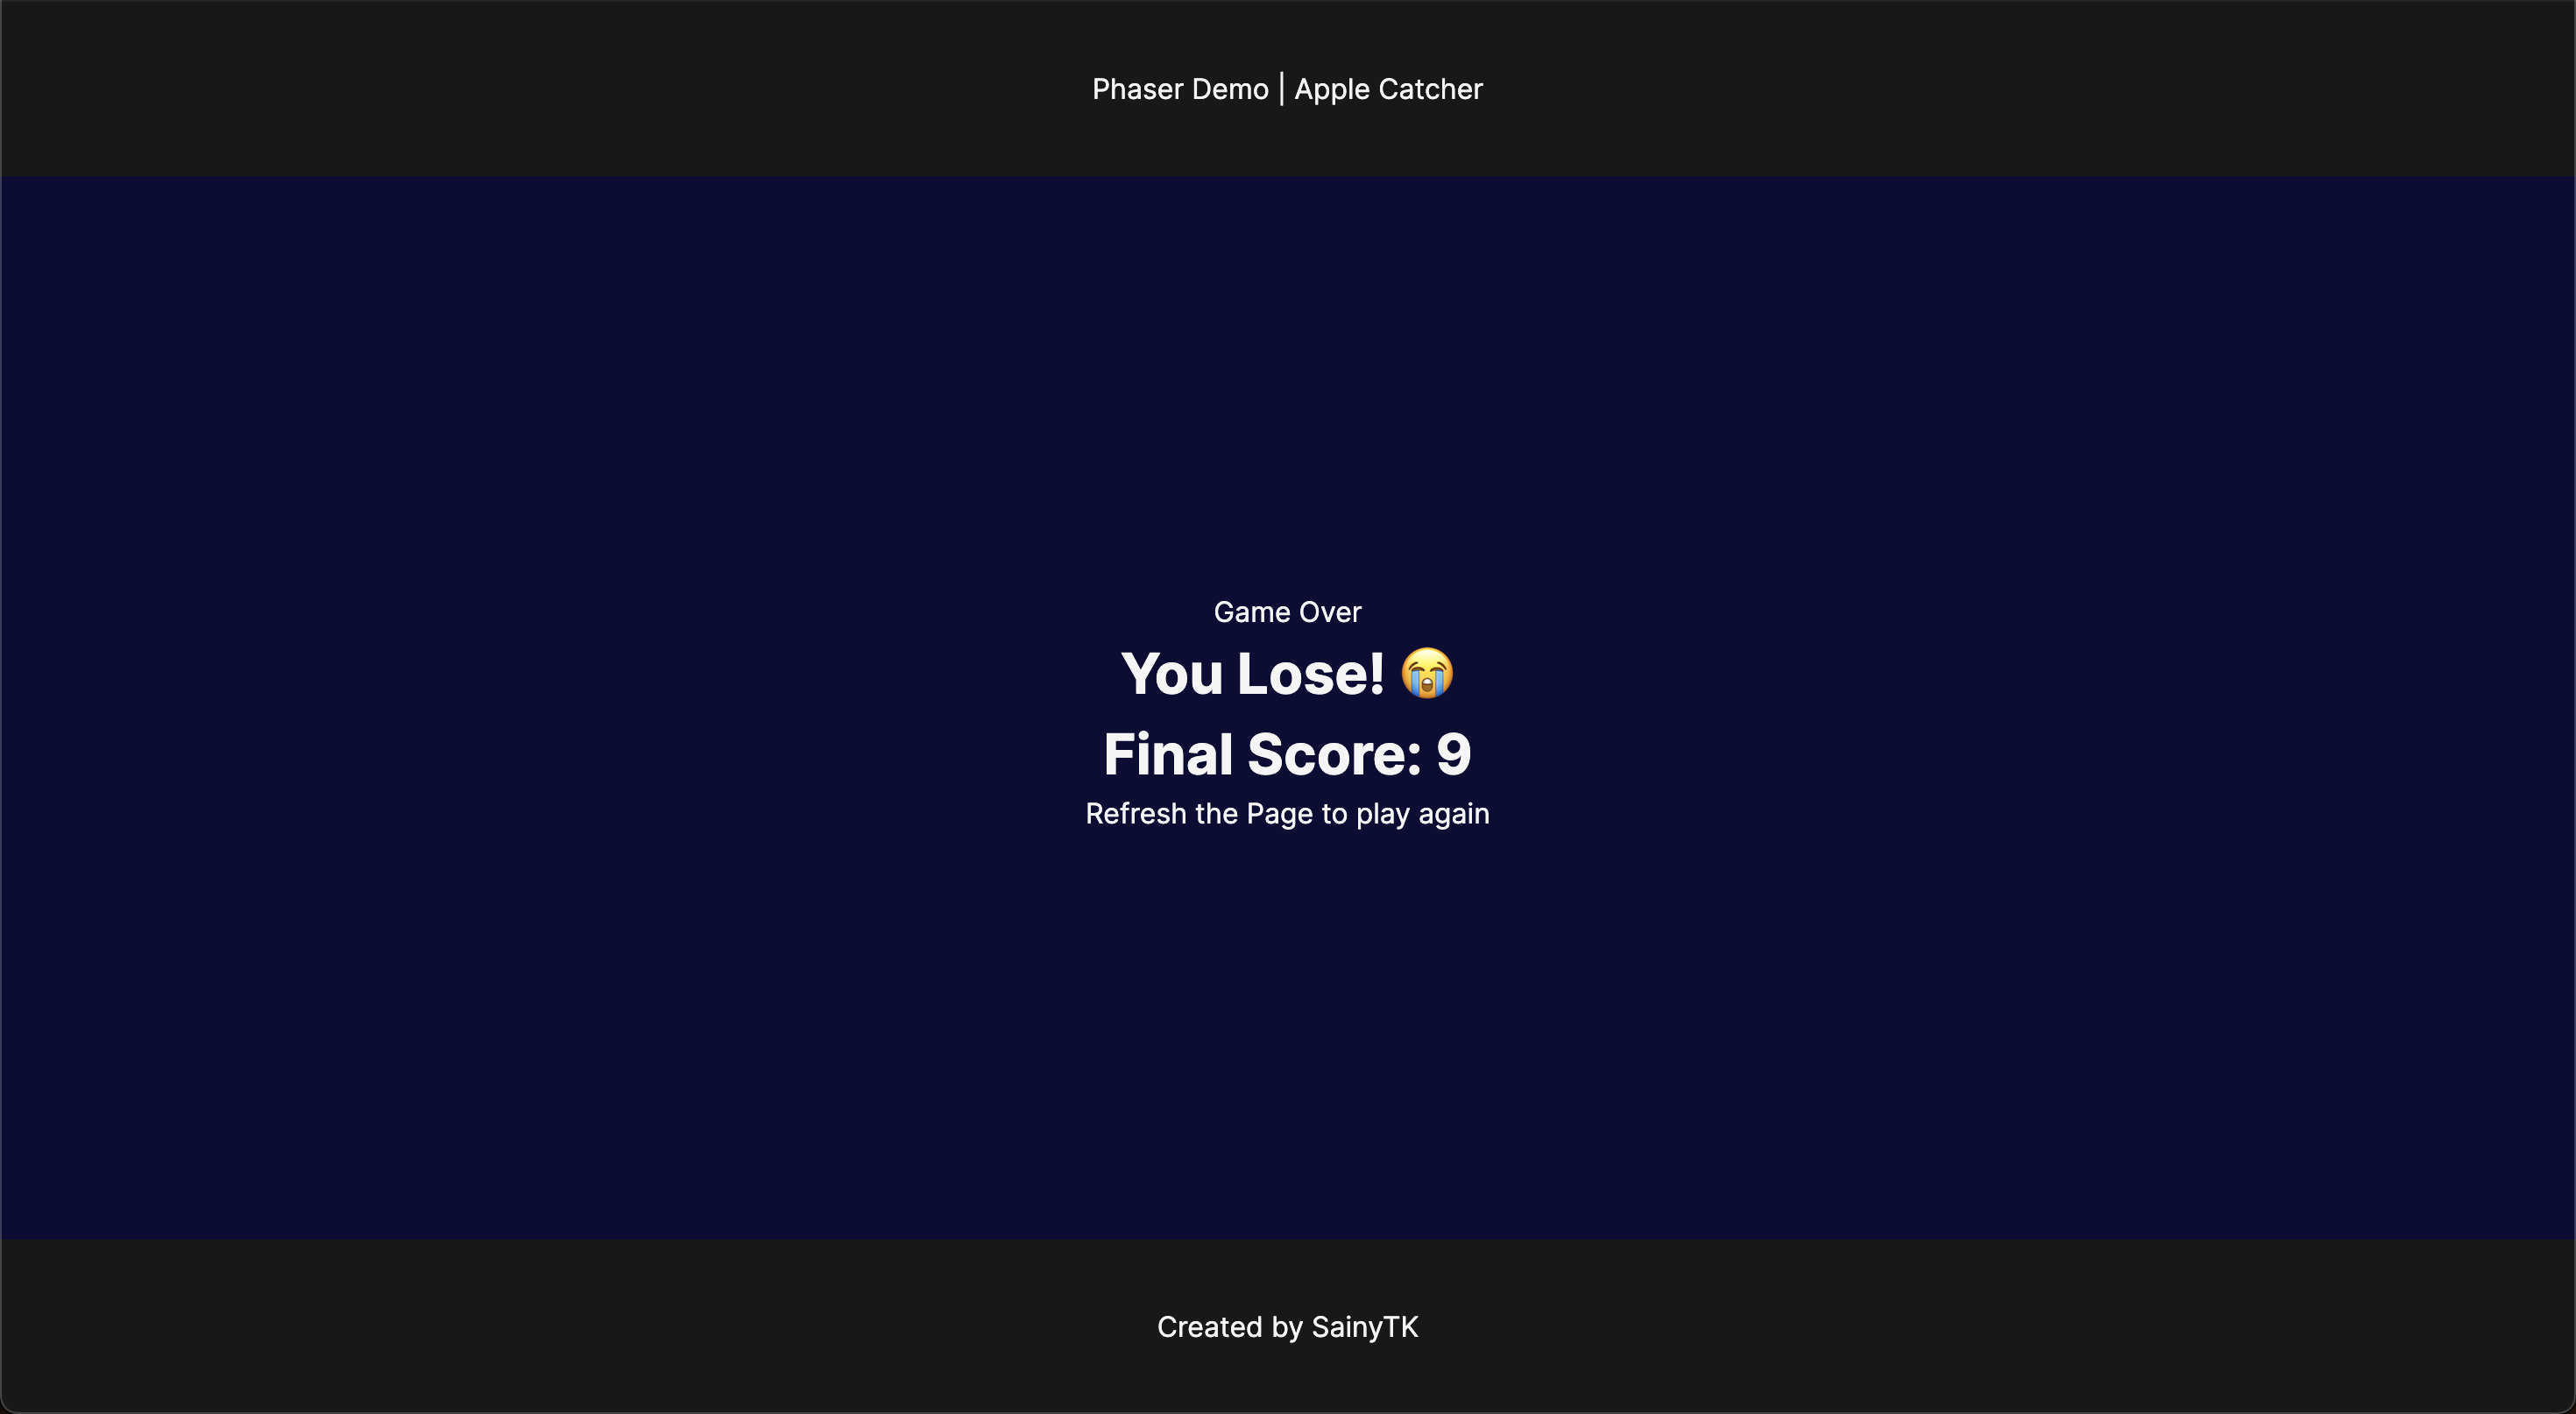 Phaser Demo | Apple Catcher
Game Over
You Lose! 😭
Final Score: 9
Refresh the Page to play again
Created by SainyTK